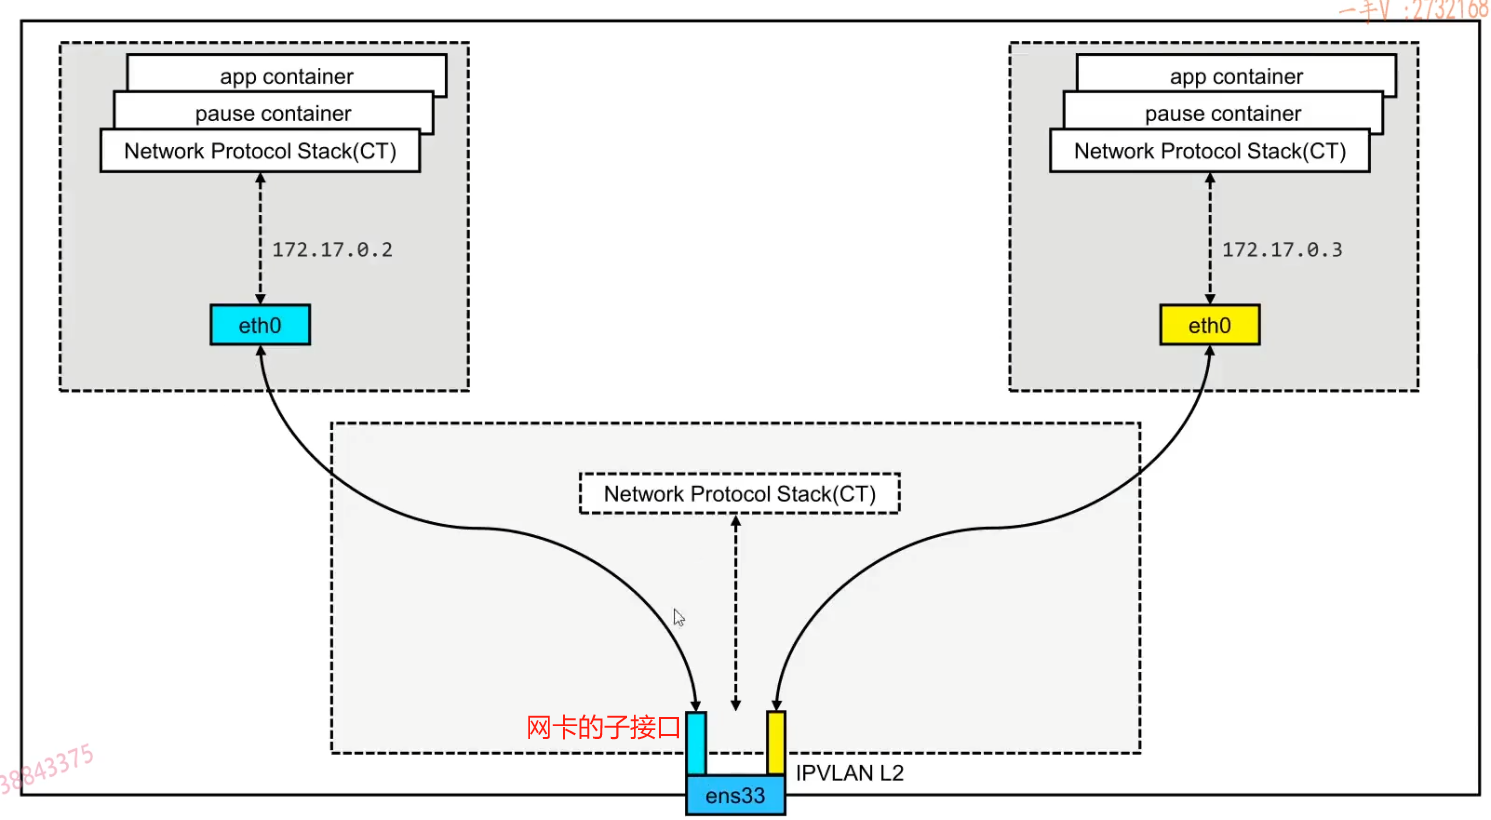 一手V :2732168
app container
pause container
Network Protocol Stack(CT)
172.17.0.2
eth0
app container
pause container
Network Protocol Stack(CT)
172.17.0.3
eth0
Network Protocol Stack(CT)
网卡的子接口
IPVLAN L2
ens33
38843375